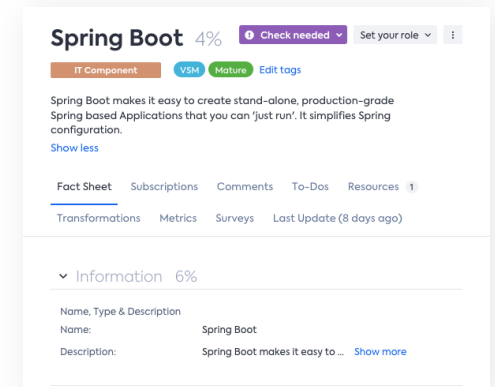 Spring Boot 4% Check needed Set your role
IT Component VSM Mature Edit tags
Spring Boot makes it easy to create stand-alone, production-grade
Spring based Applications that you can 'just run'. It simplifies Spring
configuration.
Show less
Fact Sheet Subscriptions Comments To-Dos Resources 1
Transformations Metrics Surveys Last Update (8 days ago)
Information 6%
Name, Type & Description
Name: Spring Boot
Description: Spring Boot makes it easy to ... Show more